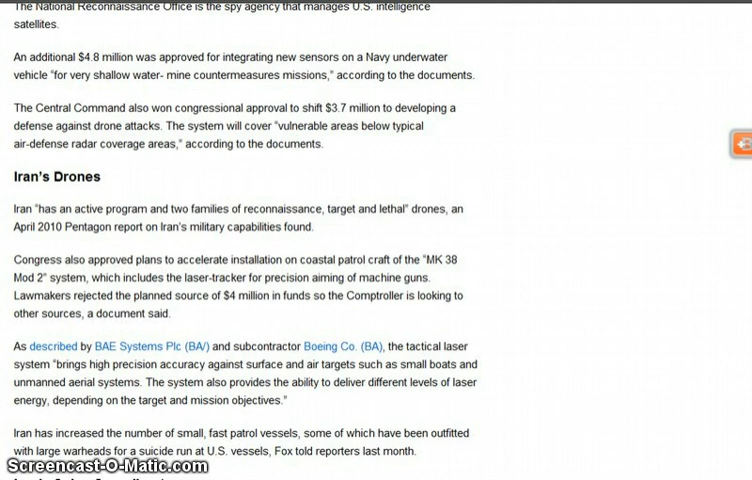 The National Reconnaissance Office is the spy agency that manages U.S. intelligence
satellites.
An additional $4.8 million was approved for integrating new sensors on a Navy underwater
vehicle “for very shallow water- mine countermeasures missions,” according to the documents.
The Central Command also won congressional approval to shift $3.7 million to developing a
defense against drone attacks. The system will cover “vulnerable areas below typical
air-defense radar coverage areas,” according to the documents.
Iran’s Drones
Iran “has an active program and two families of reconnaissance, target and lethal” drones, an
April 2010 Pentagon report on Iran’s military capabilities found.
Congress also approved plans to accelerate installation on coastal patrol craft of the “MK 38
Mod 2” system, which includes the laser-tracker for precision aiming of machine guns.
Lawmakers rejected the planned source of $4 million in funds so the Comptroller is looking to
other sources, a document said.
As described by BAE Systems Plc (BA/) and subcontractor Boeing Co. (BA), the tactical laser
system “brings high precision accuracy against surface and air targets such as small boats and
unmanned aerial systems. The system also provides the ability to deliver different levels of laser
energy, depending on the target and mission objectives.”
Iran has increased the number of small, fast patrol vessels, some of which have been outfitted
with large warheads for a suicide run at U.S. vessels, Fox told reporters last month.
Screencast-O-Matic.com